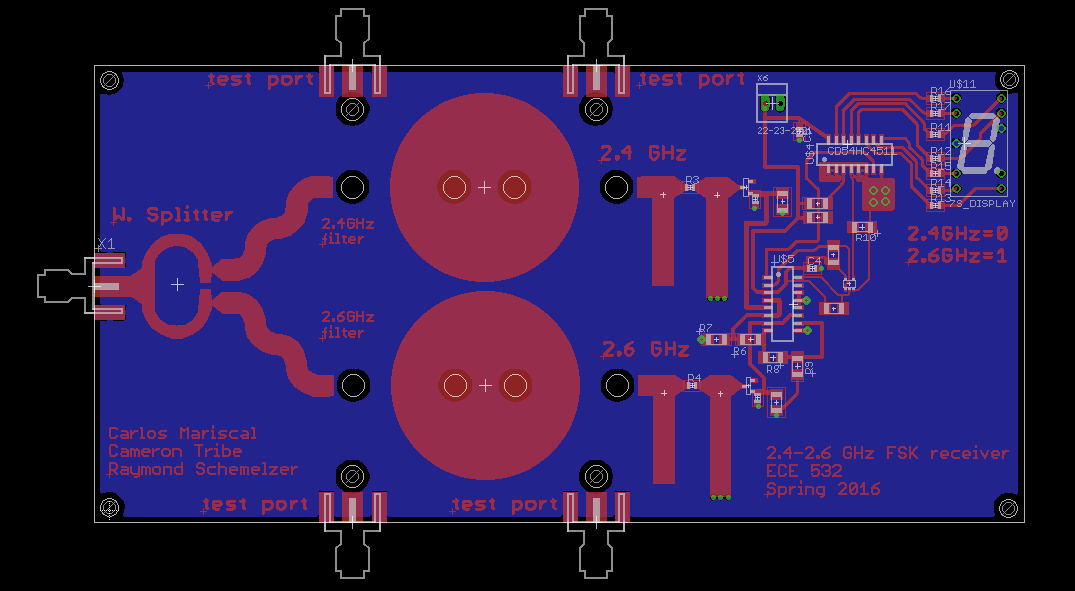 test port
test port
X6
22-23-2021
2.4 GHz
W. Splitter
X1
2.4GHz
filter
2.6GHz
filter
2.6 GHz
R3
R4
R7
R6
R8
R9
R10
C4
U$5
U$4
CD54HC4511
U$11
R16
R17
R11
R12
R15
R14
R13
7S_DISPLAY
2.4GHz=0
2.6GHz=1
Carlos Mariscal
Cameron Tribe
Raymond Schemelzer
2.4-2.6 GHz FSK receiver
ECE 532
Spring 2016
test port
test port